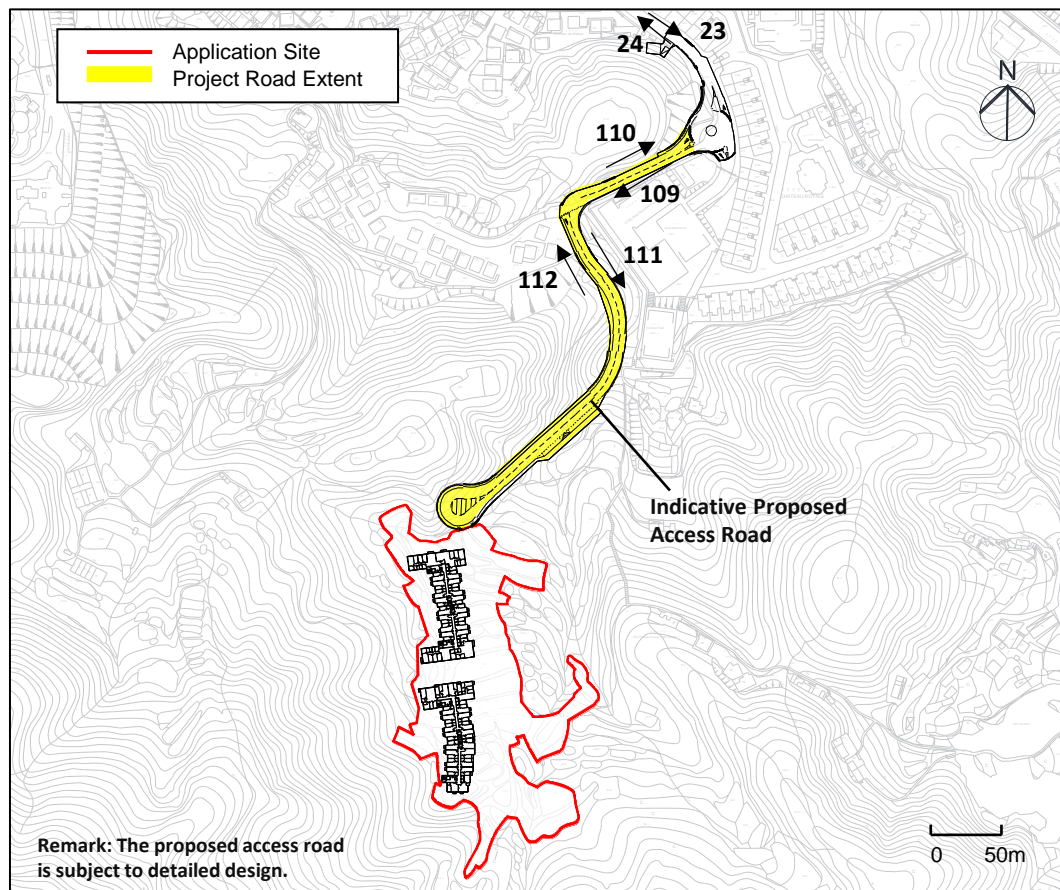 Application Site
Project Road Extent
24
23
N
110
109
111
112
Indicative Proposed
Access Road
Remark: The proposed access road
is subject to detailed design.
0 50m